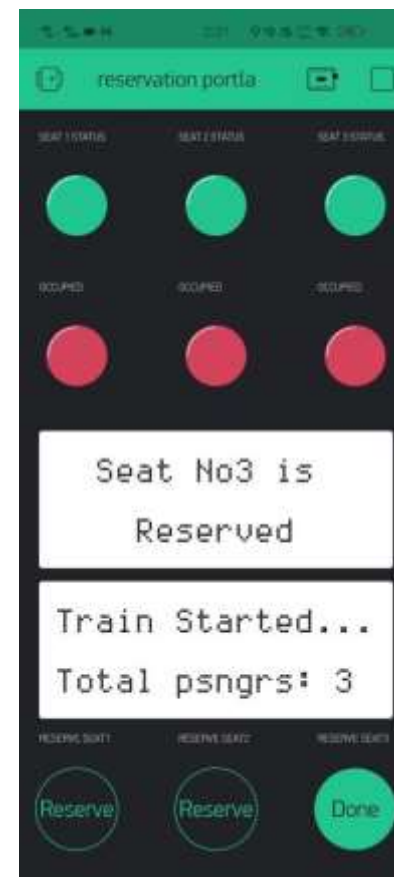 reservation portla
SEAT 1 STATUS
SEAT 2 STATUS
SEAT 3 STATUS
OCCUPIED
OCCUPIED
OCCUPIED
Seat No3 is
Reserved
Train Started...
Total psngrs: 3
RESERVE SEAT1
RESERVE SEAT2
RESERVE SEAT3
Reserve
Reserve
Done